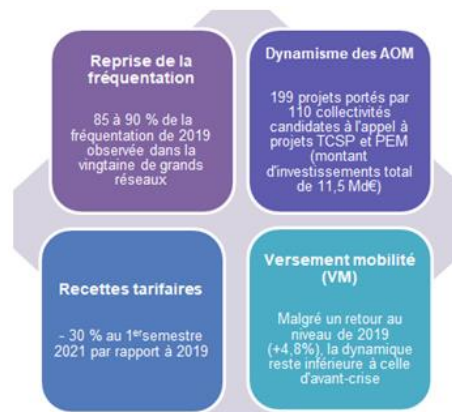 Reprise de la
fréquentation
85 à 90 % de la
fréquentation de 2019
observée dans la
vingtaine de grands
réseaux
Dynamisme des AOM
199 projets portés par
110 collectivités
candidates à l'appel à
projets TCSP et PEM
(montant
d'investissements total
de 11,5 Md€)
Recettes tarifaires
- 30 % au 1er semestre
2021 par rapport à 2019
Versement mobilité
(VM)
Malgré un retour au
niveau de 2019
(+4,8%), la dynamique
reste inférieure à celle
d'avant-crise